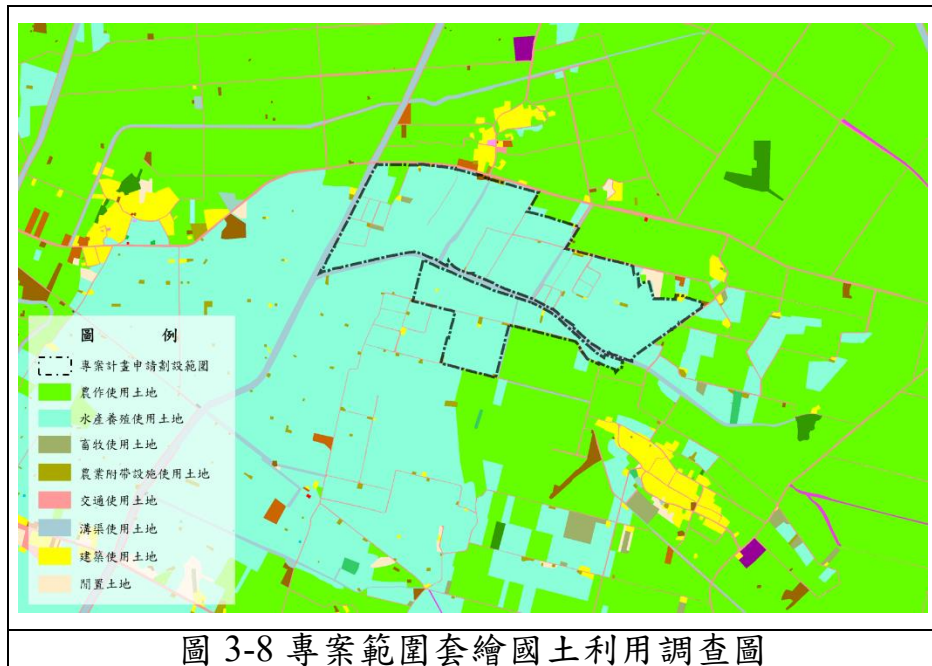 圖 例
專案計畫申請劃設範圍
農作使用土地
水產養殖使用土地
畜牧使用土地
農業附帶設施使用土地
交通使用土地
溝渠使用土地
建築使用土地
閒置土地
圖 3-8 專案範圍套繪國土利用調查圖